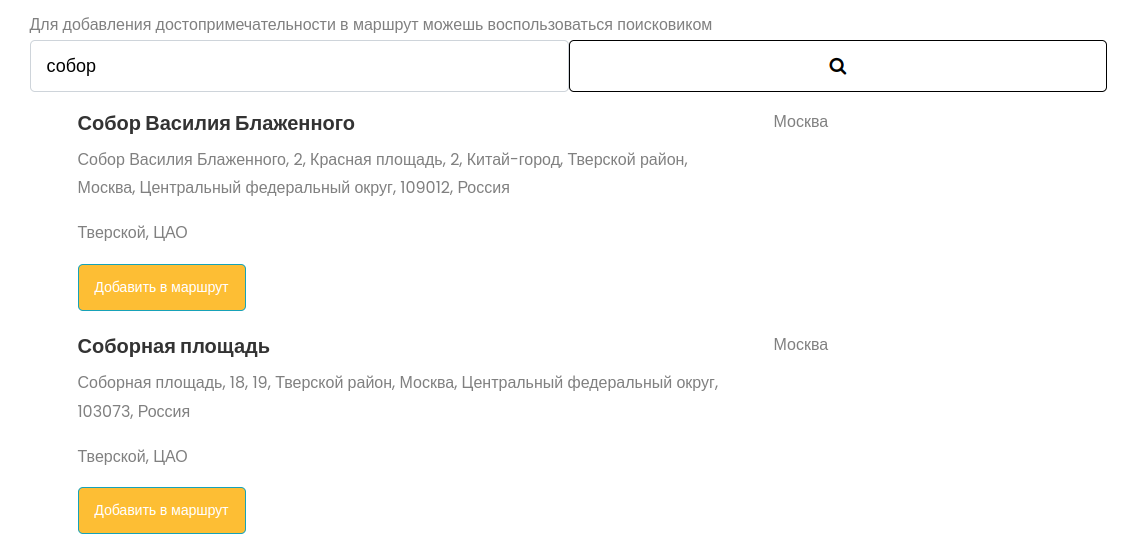 Для добавления достопримечательности в маршрут можешь воспользоваться поисковиком
собор
Собор Василия Блаженного
Москва
Собор Василия Блаженного, 2, Красная площадь, 2, Китай-город, Тверской район,
Москва, Центральный федеральный округ, 109012, Россия
Тверской, ЦАО
Добавить в маршрут
Соборная площадь
Москва
Соборная площадь, 18, 19, Тверской район, Москва, Центральный федеральный округ,
103073, Россия
Тверской, ЦАО
Добавить в маршрут